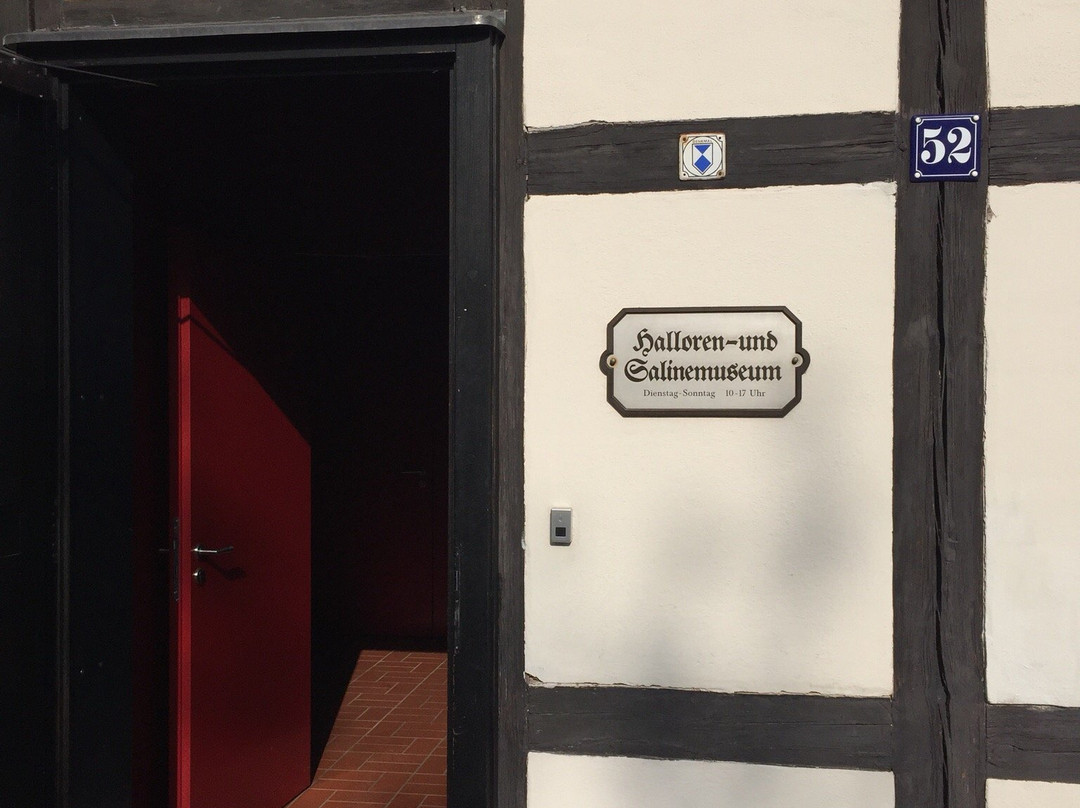 52
Halloren-und
Salinemuseum
Dienstag-Sonntag 10-17 Uhr